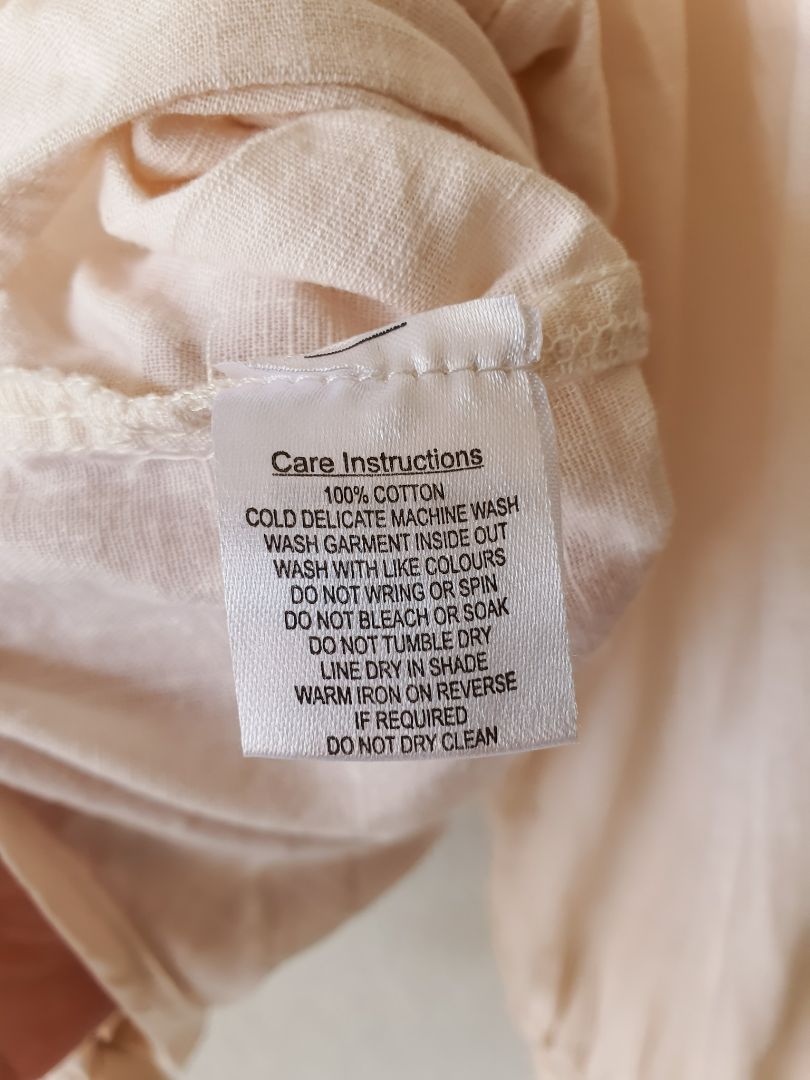 Care Instructions
100% COTTON
COLD DELICATE MACHINE WASH
WASH GARMENT INSIDE OUT
WASH WITH LIKE COLOURS
DO NOT WRING OR SPIN
DO NOT BLEACH OR SOAK
DO NOT TUMBLE DRY
LINE DRY IN SHADE
WARM IRON ON REVERSE
IF REQUIRED
DO NOT DRY CLEAN